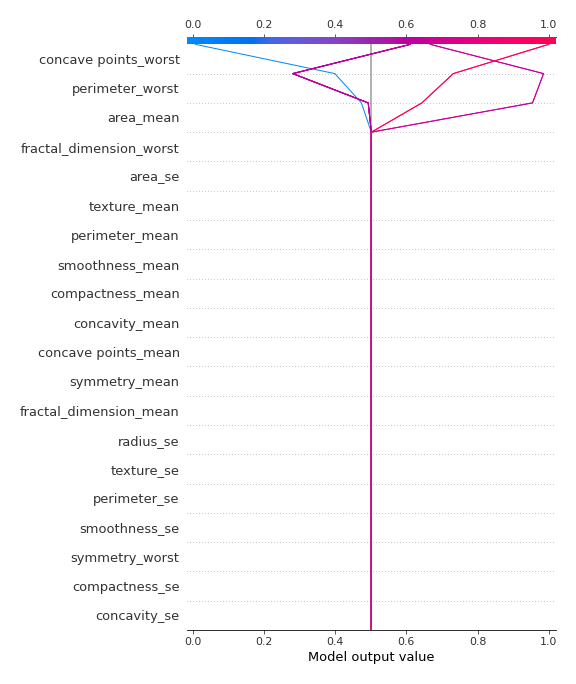 0.0 0.2 0.4 0.6 0.8 1.0
concave points_worst
perimeter_worst
area_mean
fractal_dimension_worst
area_se
texture_mean
perimeter_mean
smoothness_mean
compactness_mean
concavity_mean
concave points_mean
symmetry_mean
fractal_dimension_mean
radius_se
texture_se
perimeter_se
smoothness_se
symmetry_worst
compactness_se
concavity_se
0.0 0.2 0.4 0.6 0.8 1.0
Model output value